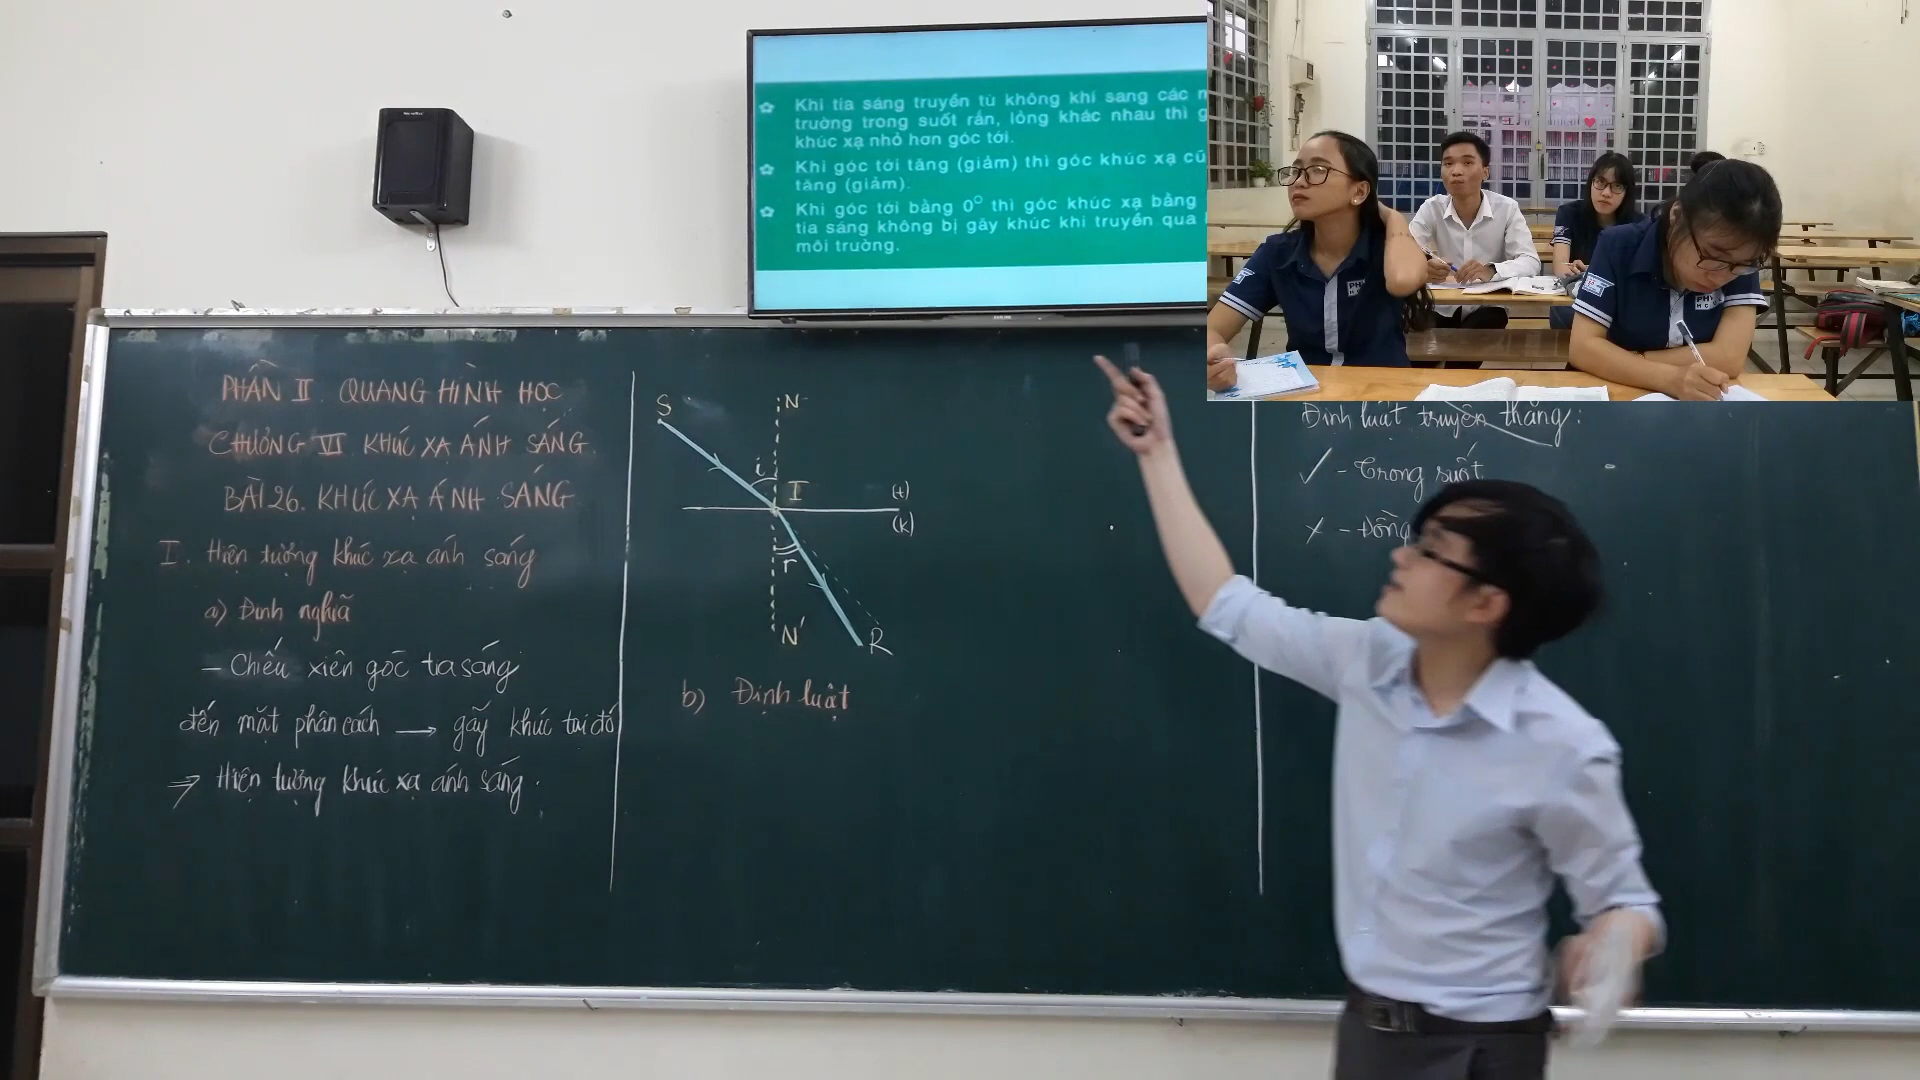 Khi tia sáng truyền từ không khí sang các
trường trong suốt rắn, lỏng khác nhau thì
khúc xạ nhỏ hơn góc tới.
Khi góc tới tăng (giảm) thì góc khúc xạ
tăng (giảm).
Khi góc tới bằng 0° thì góc khúc xạ bằng
tia sáng không bị gãy khúc khi truyền qua
môi trường.
PHẦN II. QUANG HÌNH HỌC
CHƯƠNG VI KHÚC XẠ ÁNH SÁNG.
BÀI 26. KHÚC XẠ ÁNH SÁNG
I. Hiện tượng khúc xạ ánh sáng
a) Định nghĩa
- Chiếu xiên góc tia sáng
đến mặt phân cách → gãy khúc tại đó
⇒ Hiện tượng khúc xạ ánh sáng.
S
N
i
I
(t)
(k)
r
N'
R
b) Định luật
Định luật truyền thẳng:
✓ - Trong suốt
x - Đồng